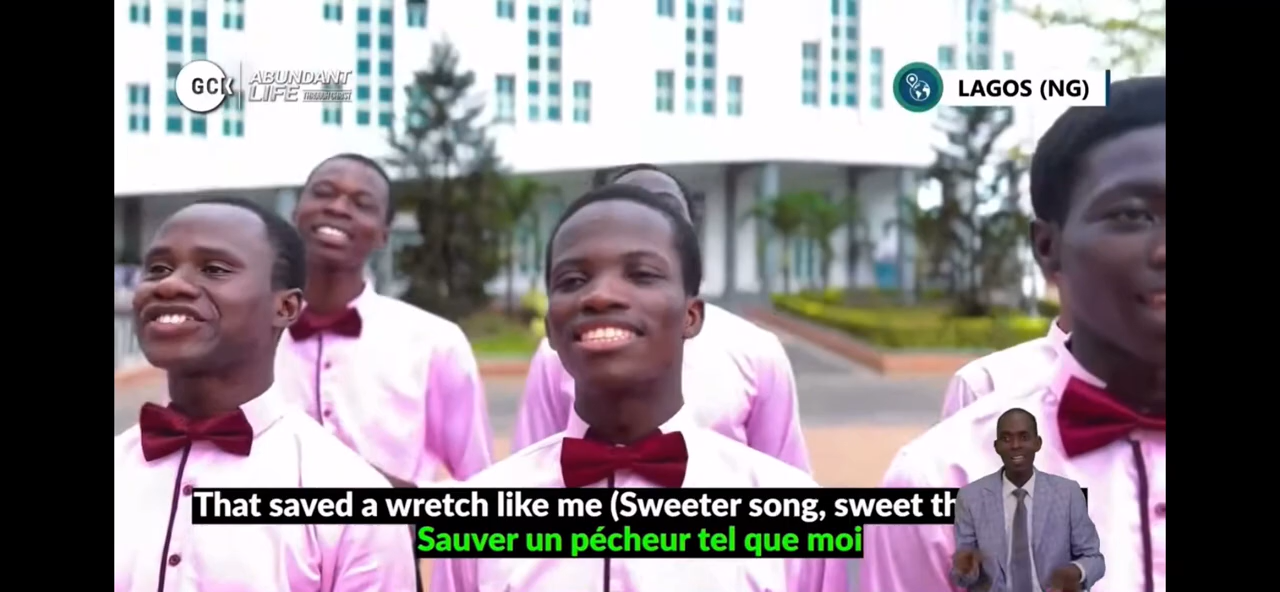 GCK
ABUNDANT
LIFE
LAGOS (NG)
That saved a wretch like me (Sweeter song, sweet th
Sauver un pécheur tel que moi